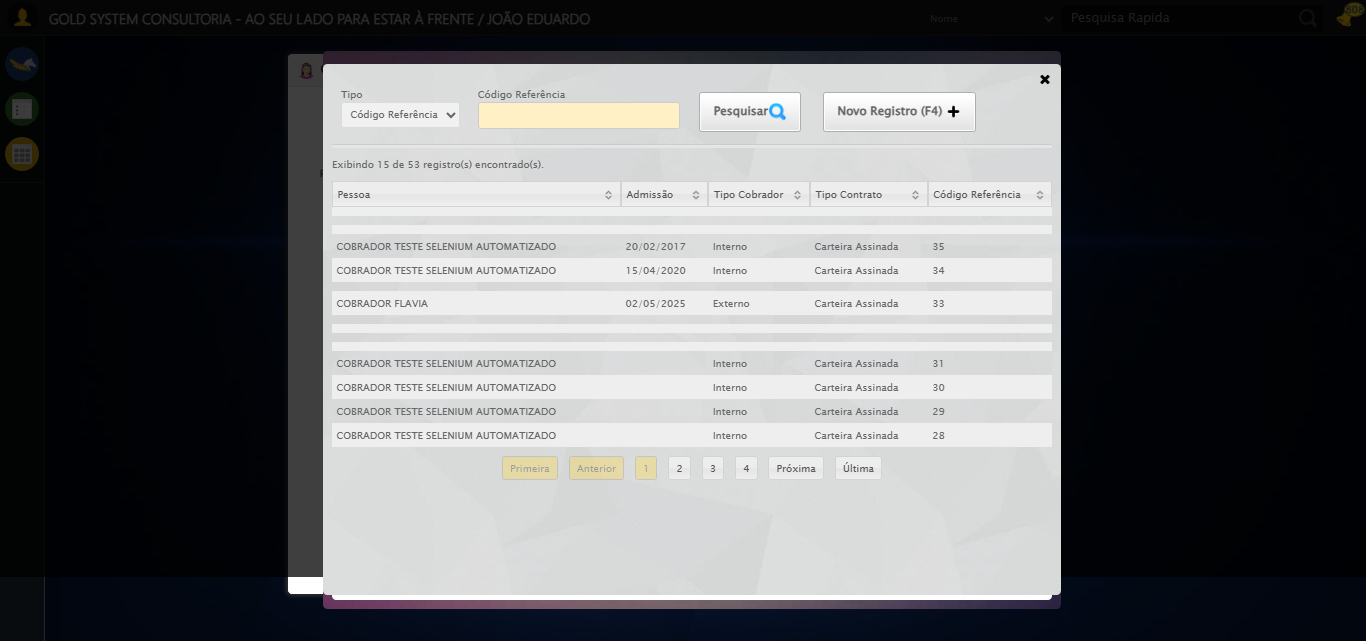 GOLD SYSTEM CONSULTORIA - AO SEU LADO PARA ESTAR À FRENTE / JOÃO EDUARDO
Nome
Pesquisa Rapida
Tipo
Código Referência
Código Referência
Pesquisar
Novo Registro (F4)
Exibindo 15 de 53 registro(s) encontrado(s).
Pessoa Admissão Tipo Cobrador Tipo Contrato Código Referência
COBRADOR TESTE SELENIUM AUTOMATIZADO 20/02/2017 Interno Carteira Assinada 35
COBRADOR TESTE SELENIUM AUTOMATIZADO 15/04/2020 Interno Carteira Assinada 34
COBRADOR FLAVIA 02/05/2025 Externo Carteira Assinada 33
COBRADOR TESTE SELENIUM AUTOMATIZADO Interno Carteira Assinada 31
COBRADOR TESTE SELENIUM AUTOMATIZADO Interno Carteira Assinada 30
COBRADOR TESTE SELENIUM AUTOMATIZADO Interno Carteira Assinada 29
COBRADOR TESTE SELENIUM AUTOMATIZADO Interno Carteira Assinada 28
Primeira Anterior 1 2 3 4 Próxima Última